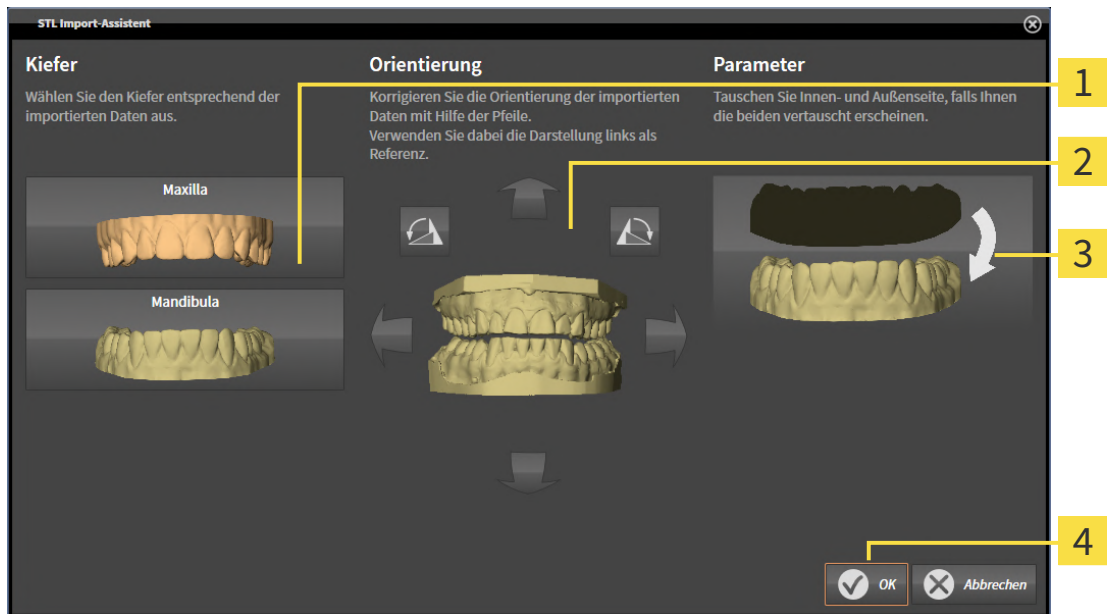 STL Import-Assistent
Kiefer
Wählen Sie den Kiefer entsprechend der
importierten Daten aus.
Maxilla
Mandibula
Orientierung
Korrigieren Sie die Orientierung der importierten
Daten mit Hilfe der Pfeile.
Verwenden Sie dabei die Darstellung links als
Referenz.
Parameter
Tauschen Sie Innen- und Außenseite, falls Ihnen
die beiden vertauscht erscheinen.
1
2
3
4
OK
Abbrechen